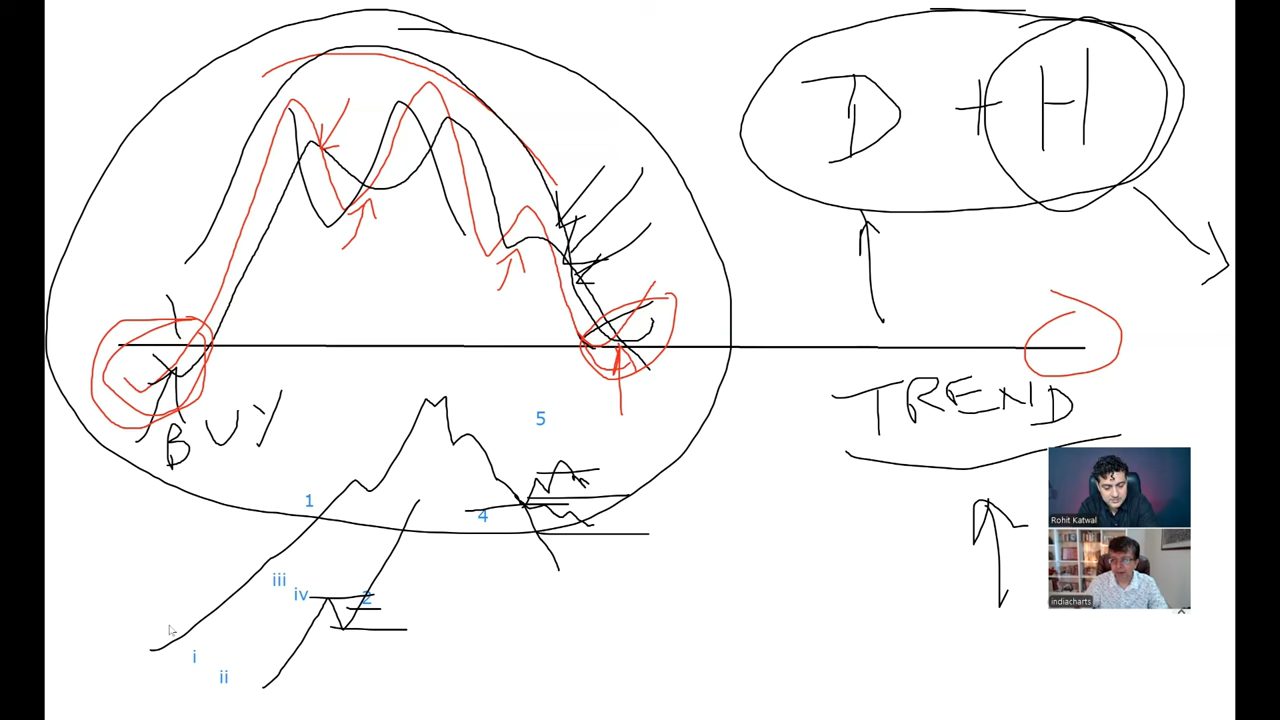 D + H
BUY
TREND
5
1
4
iii
iv
2
i
ii
Rohit Katwal
indiacharts